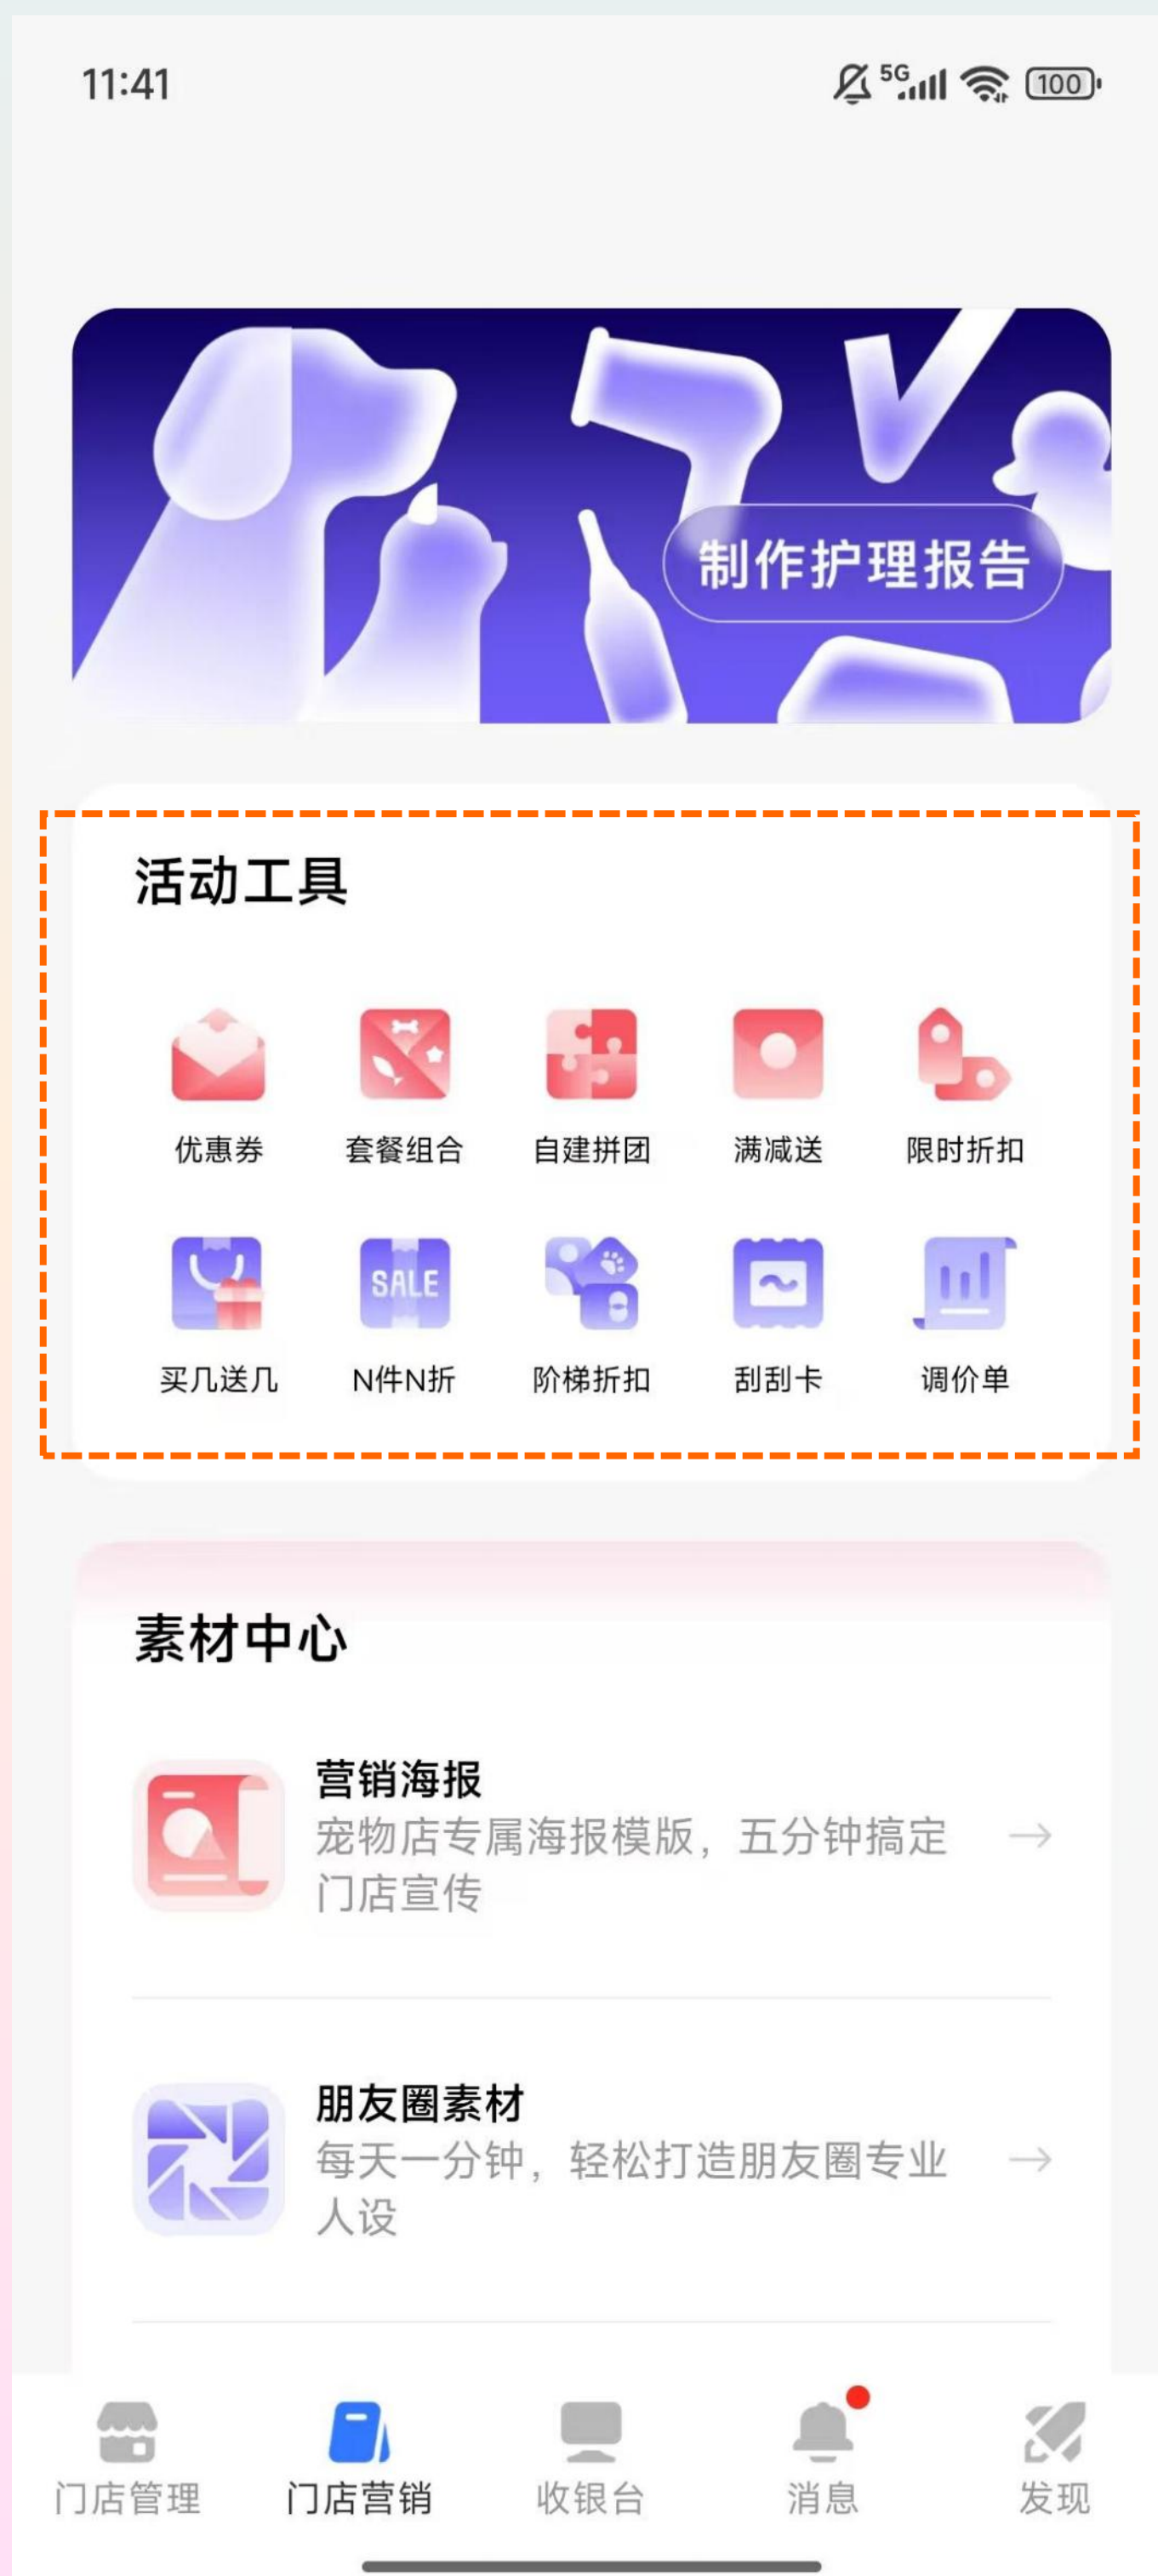 11:41
5G
100
制作护理报告
活动工具
优惠券 套餐组合 自建拼团 满减送 限时折扣
SALE
买几送几 N件N折 阶梯折扣 刮刮卡 调价单
素材中心
营销海报
宠物店专属海报模版，五分钟搞定
门店宣传
朋友圈素材
每天一分钟，轻松打造朋友圈专业
人设
门店管理 门店营销 收银台 消息 发现